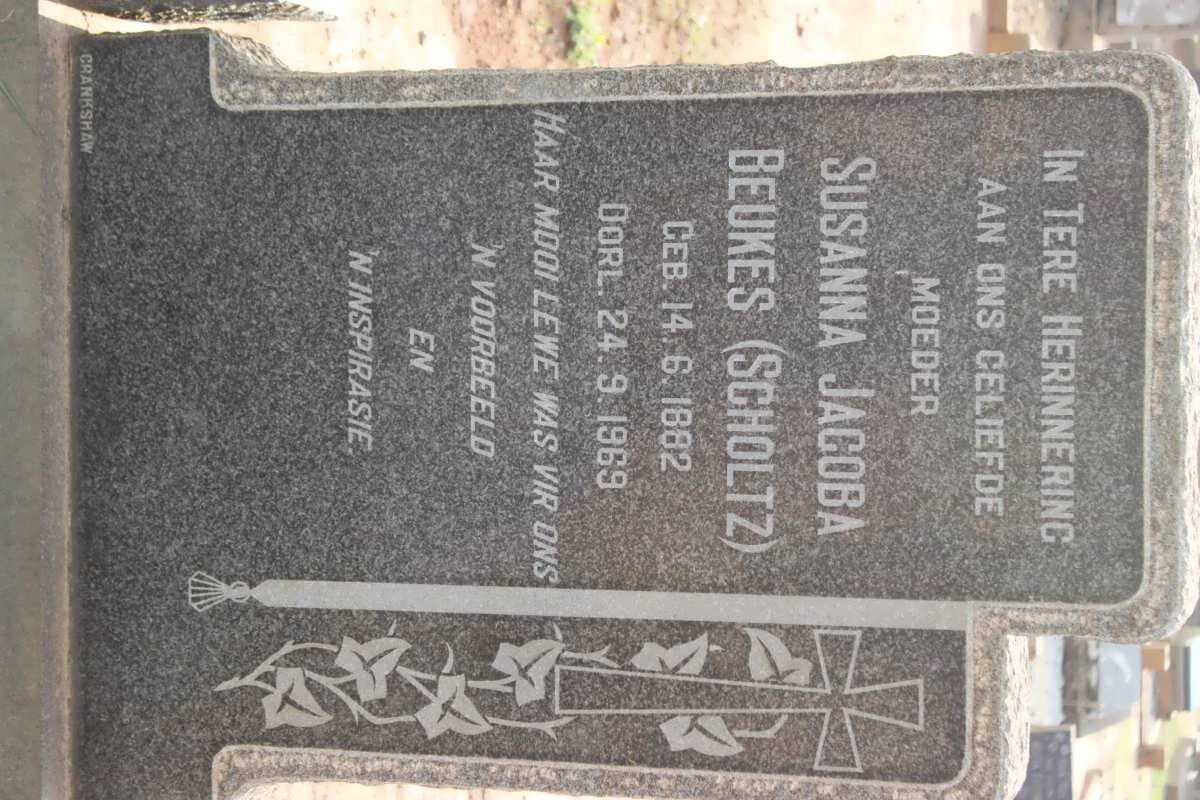 IN TERE HERINNERING
AAN ONS GELIEFDE
MOEDER
SUSANNA JACOBA
BEUKES (SCHOLTZ)
GEB. 14. 6. 1882
OORL. 24. 9. 1969
HAAR MOOI LEWE WAS VIR ONS
'N VOORBEELD
EN
'N INSPIRASIE.
CRANKSHAW